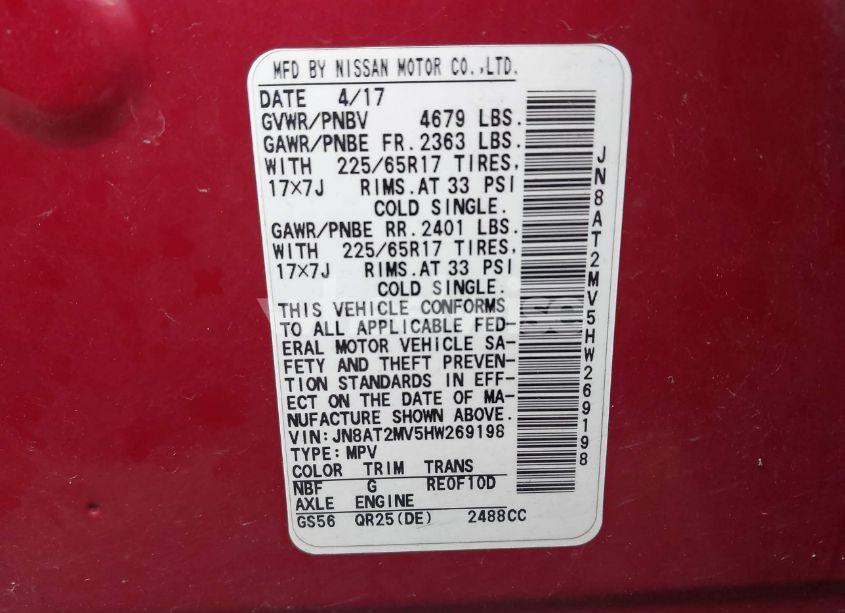 MFD BY NISSAN MOTOR CO.,LTD.
DATE 4/17
GVWR/PNBV 4679 LBS.
GAWR/PNBE FR. 2363 LBS.
WITH 225/65R17 TIRES,
17×7J RIMS.AT 33 PSI
COLD SINGLE.
GAWR/PNBE RR. 2401 LBS.
WITH 225/65R17 TIRES,
17×7J RIMS.AT 33 PSI
COLD SINGLE.
THIS VEHICLE CONFORMS
TO ALL APPLICABLE FED-
ERAL MOTOR VEHICLE SA-
FETY AND THEFT PREVEN-
TION STANDARDS IN EFF-
ECT ON THE DATE OF MA-
NUFACTURE SHOWN ABOVE.
VIN:JN8AT2MV5HW269198
TYPE:MPV
COLOR TRIM TRANS
NBF G RE0F10D
AXLE ENGINE
GS56 QR25(DE) 2488CC
JN8AT2MV5HW269198